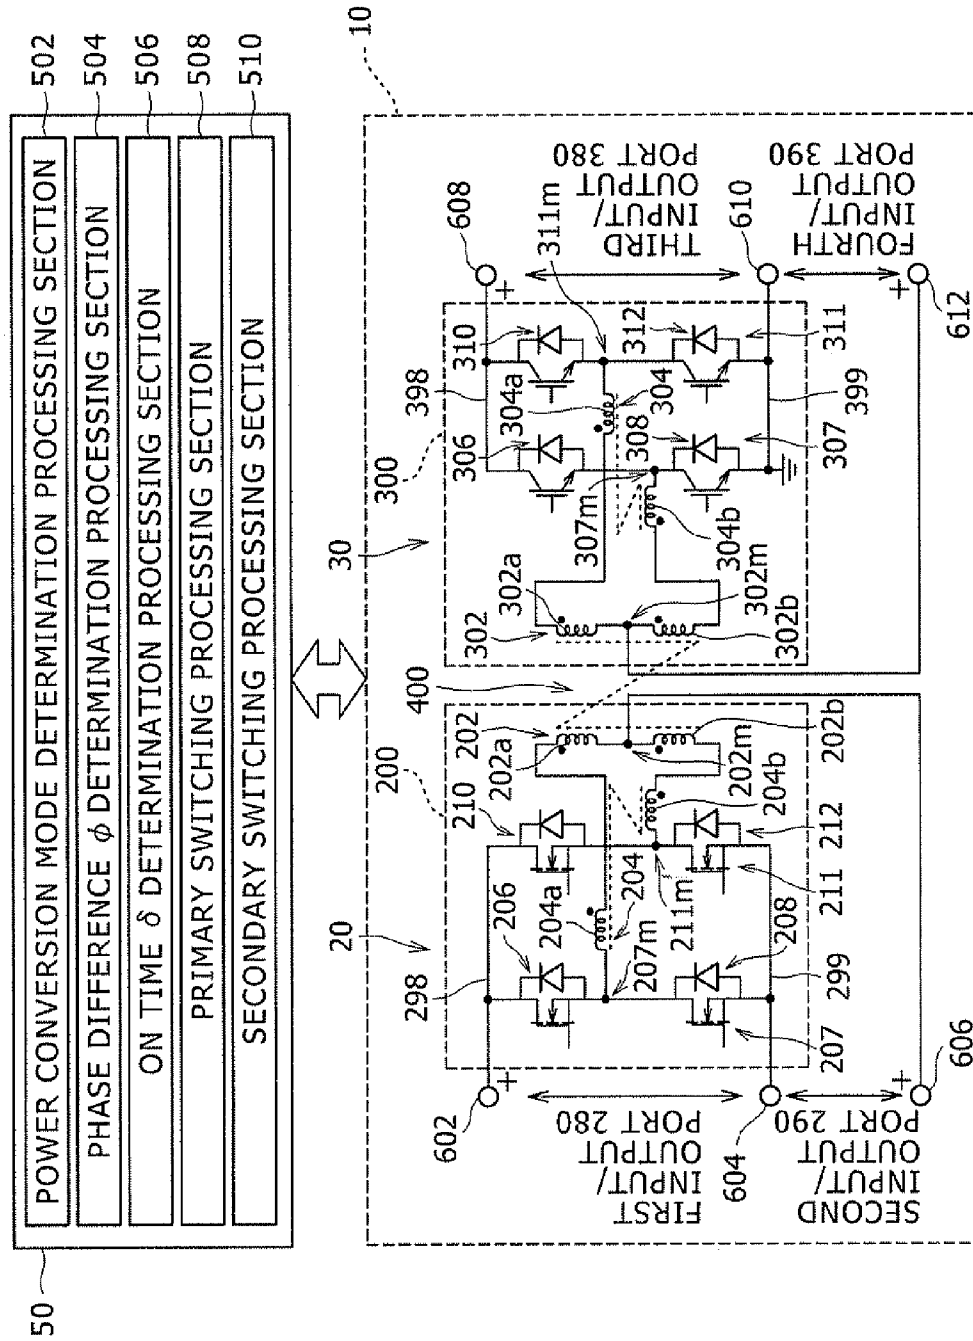 50
POWER CONVERSION MODE DETERMINATION PROCESSING SECTION
502
PHASE DIFFERENCE ϕ DETERMINATION PROCESSING SECTION
504
ON TIME δ DETERMINATION PROCESSING SECTION
506
PRIMARY SWITCHING PROCESSING SECTION
508
SECONDARY SWITCHING PROCESSING SECTION
510
10
20
200
400
30
300
602
+
298
206
210
202
202a
302
302a
306
398
310
+
608
204a
204
207m
211m
204b
202m
202b
302m
302b
304b
307m
308
304a
304
312
311m
FIRST
INPUT/
OUTPUT
PORT 280
THIRD
INPUT/
OUTPUT
PORT 380
604
207
208
299
211
212
307
399
311
610
SECOND
INPUT/
OUTPUT
PORT 290
+
606
FOURTH
INPUT/
OUTPUT
PORT 390
+
612